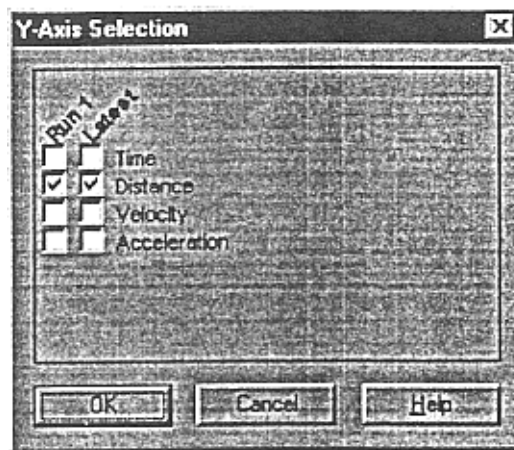 Y-Axis Selection
Run 1 Latest
Time
Distance
Velocity
Acceleration
OK Cancel Help